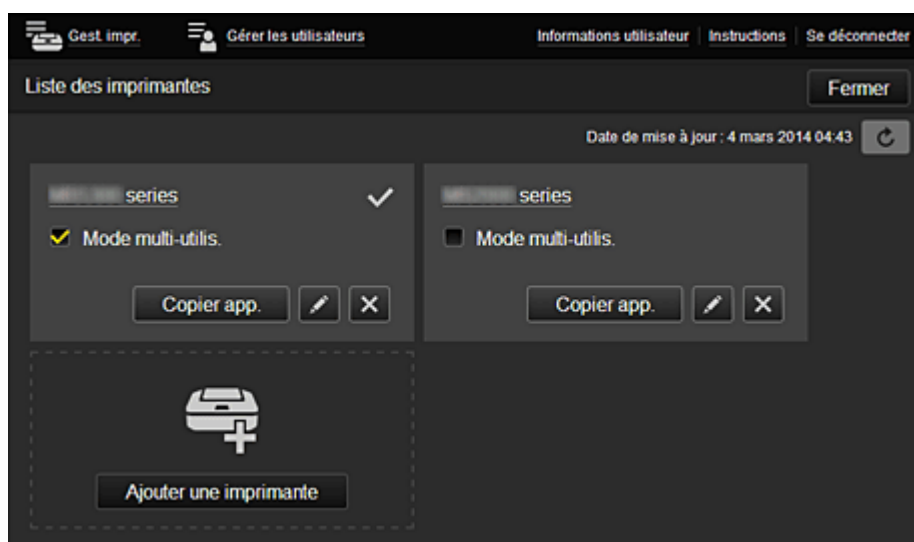 Gest. impr. Gérer les utilisateurs Informations utilisateur Instructions Se déconnecter
Liste des imprimantes Fermer
Date de mise à jour : 4 mars 2014 04:43
series
Mode multi-utilis.
Copier app.
series
Mode multi-utilis.
Copier app.
Ajouter une imprimante